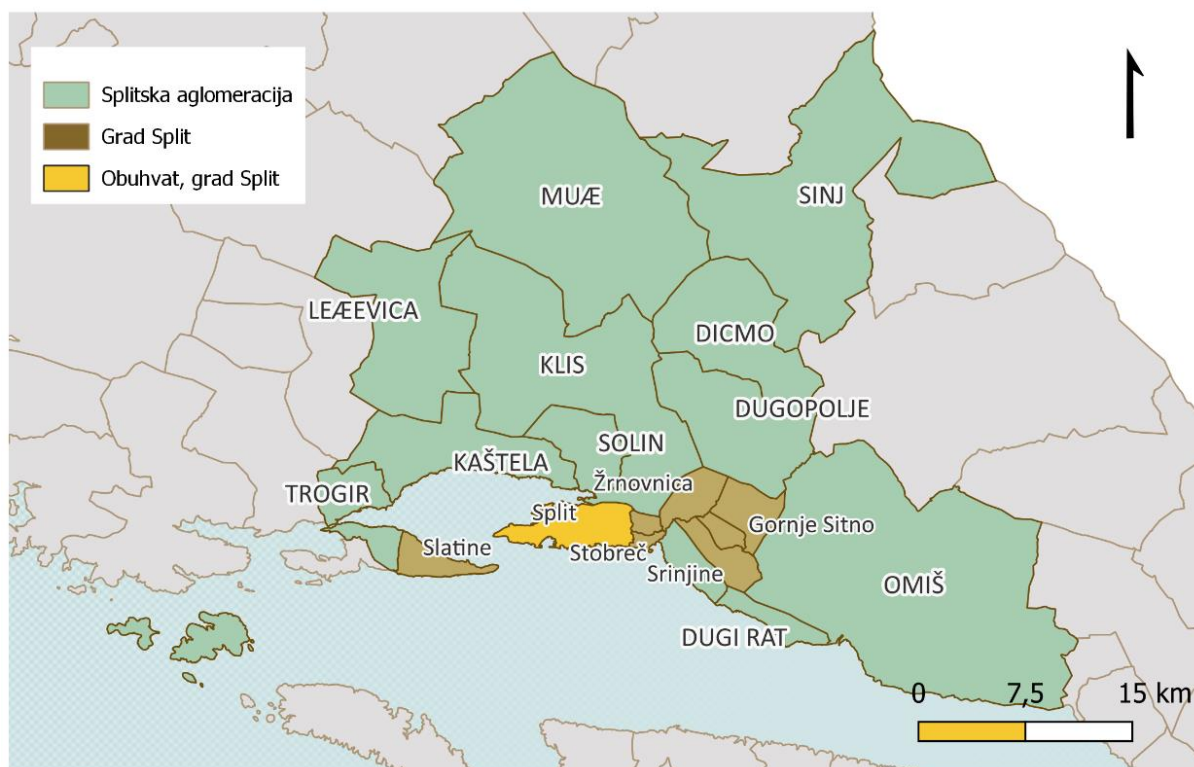 Splitska aglomeracija
Grad Split
Obuhvat, grad Split
MUÆ
SINJ
LEÆEVICA
DICMO
KLIS
DUGOPOLJE
SOLIN
KAŠTELA
Žrnovnica
TROGIR
Split
Gornje Sitno
Slatine
Stobreč
Srinjine
OMIŠ
DUGI RAT
0 7,5 15 km